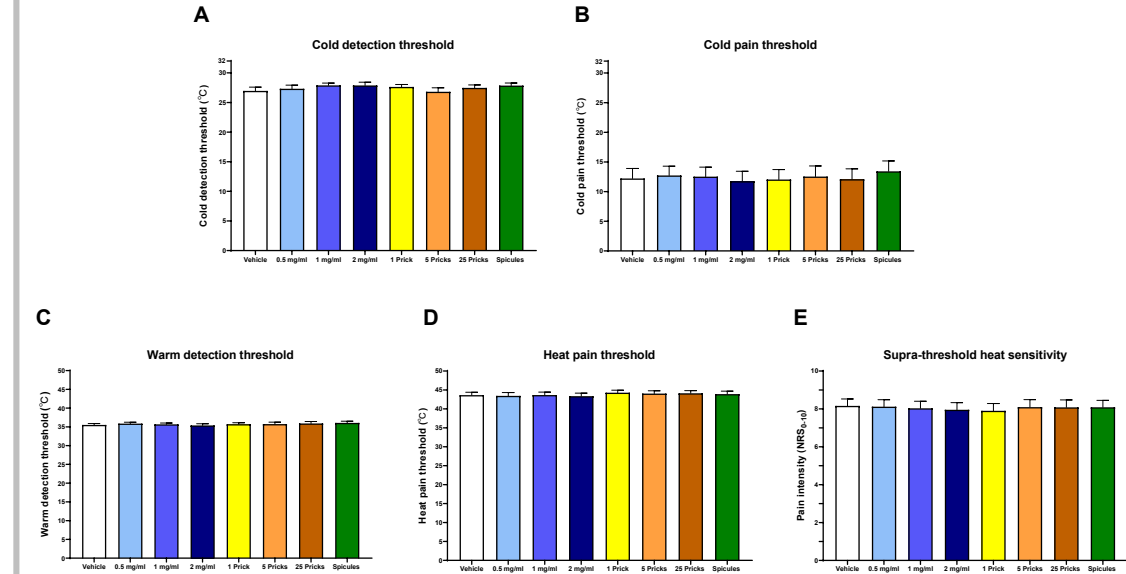 A
B
Cold detection threshold
Cold pain threshold
32
30
25
20
15
10
5
0
Cold detection threshold (°C)
Vehicle 0.5 mg/ml 1 mg/ml 2 mg/ml 1 Prick 5 Pricks 25 Pricks Spicules
32
30
25
20
15
10
5
0
Cold pain threshold (°C)
Vehicle 0.5 mg/ml 1 mg/ml 2 mg/ml 1 Prick 5 Pricks 25 Pricks Spicules
C
D
E
Warm detection threshold
Heat pain threshold
Supra-threshold heat sensitivity
50
45
40
35
30
25
20
15
10
5
0
Warm detection threshold (°C)
Vehicle 0.5 mg/ml 1 mg/ml 2 mg/ml 1 Prick 5 Pricks 25 Pricks Spicules
50
45
40
35
30
25
20
15
10
5
0
Heat pain threshold (°C)
Vehicle 0.5 mg/ml 1 mg/ml 2 mg/ml 1 Prick 5 Pricks 25 Pricks Spicules
10
8
6
4
2
0
Pain intensity (NRS0-10)
Vehicle 0.5 mg/ml 1 mg/ml 2 mg/ml 1 Prick 5 Pricks 25 Pricks Spicules